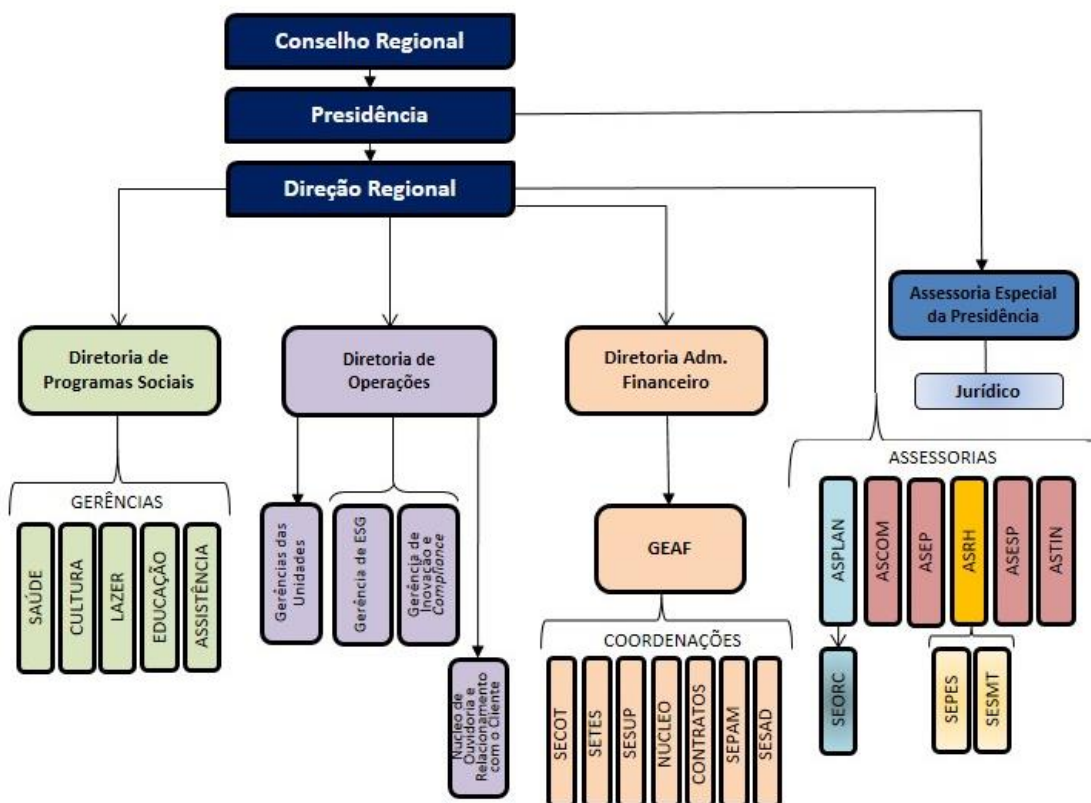 Conselho Regional
Presidência
Direção Regional
Assessoria Especial
da Presidência
Jurídico
Diretoria de
Programas Sociais
Diretoria de
Operações
Diretoria Adm.
Financeiro
GERÊNCIAS
SAÚDE
CULTURA
LAZER
EDUCAÇÃO
ASSISTÊNCIA
Gerências das
Unidades
Gerência de ESG
Gerência de
Inovação e
Compliance
Núcleo de
Ouvidoria e
Relacionamento
com o Cliente
GEAF
COORDENAÇÕES
SECOT
SETES
SESUP
NÚCLEO
CONTRATOS
SEPAM
SESAD
ASSESSORIAS
ASPLAN
ASCOM
ASEP
ASRH
ASESP
ASTIN
SEORC
SEPES
SESMT